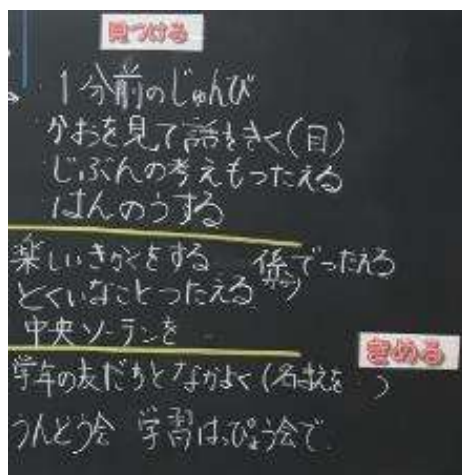 見つける
1分前のじゅんび
かおを見て話をきく(目)
じぶんの考えもつたえる
はんのうする
楽しいきかくをする 係でつたえる
とくいなことつたえる
中央ソーランを
きめる
学年の友だちとなかよく(名まえを )
うんどう会 学習はっぴょう会で